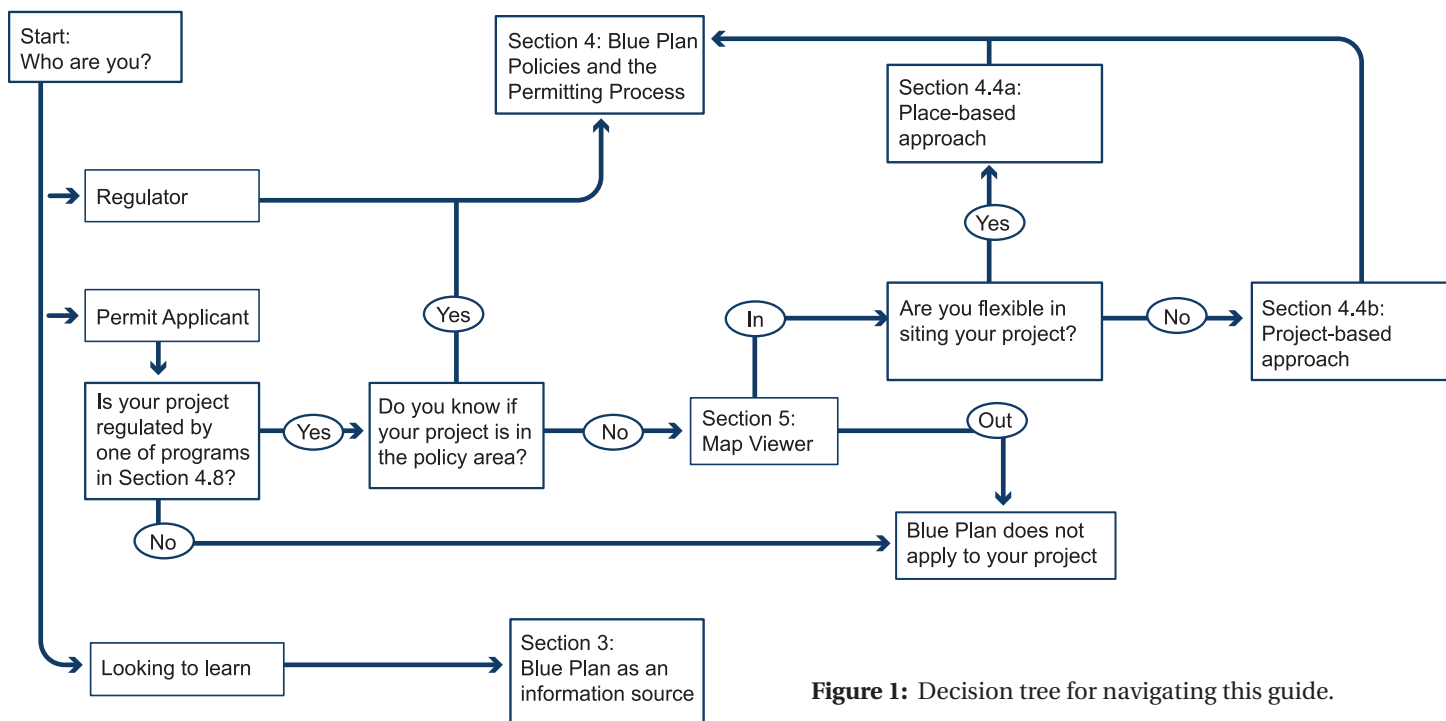 Start:
Who are you?
Section 4: Blue Plan
Policies and the
Permitting Process
Section 4.4a:
Place-based
approach
Regulator
Yes
Permit Applicant
Yes
In
Are you flexible in
siting your project?
No
Section 4.4b:
Project-based
approach
Is your project
regulated by
one of programs
in Section 4.8?
Yes
Do you know if
your project is in
the policy area?
No
Section 5:
Map Viewer
Out
No
Blue Plan does not
apply to your project
Looking to learn
Section 3:
Blue Plan as an
information source
Figure 1: Decision tree for navigating this guide.